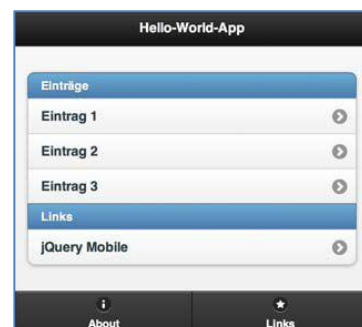 Hello-World-App
Einträge
Eintrag 1
Eintrag 2
Eintrag 3
Links
jQuery Mobile
About Links